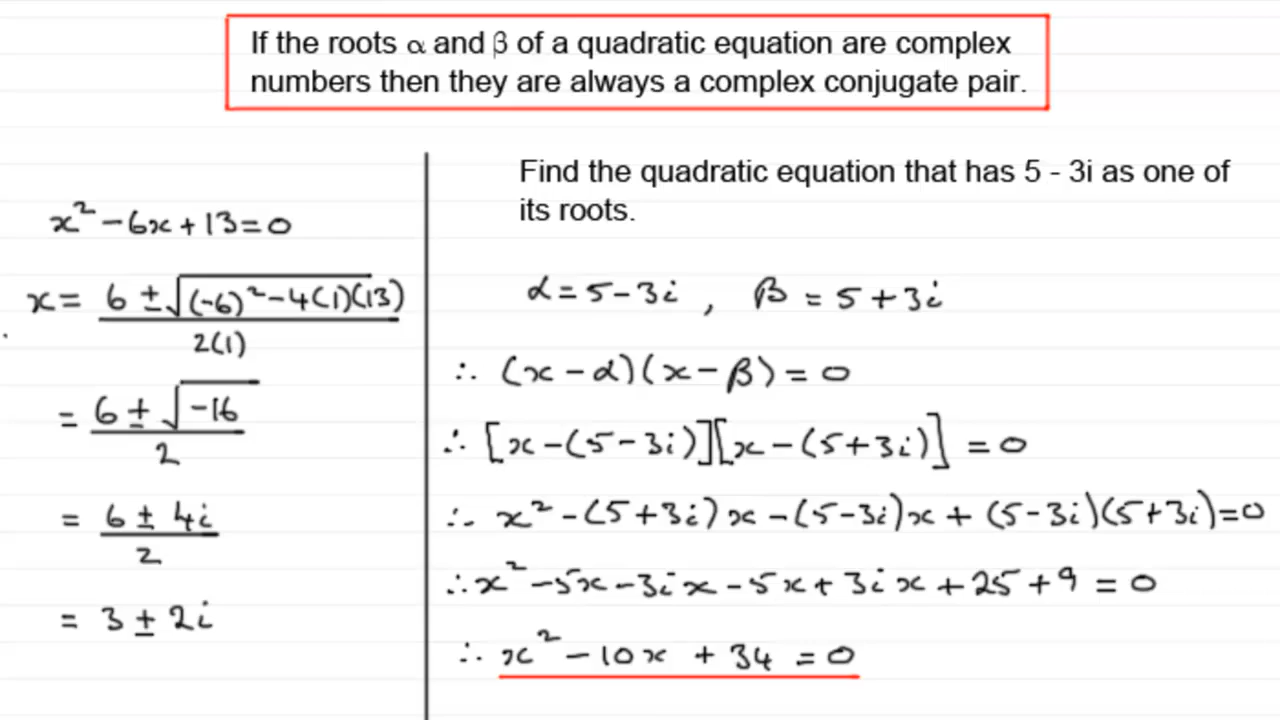 If the roots α and β of a quadratic equation are complex
numbers then they are always a complex conjugate pair.
x² - 6x + 13 = 0
x = (6 ± √((-6)² - 4(1)(13))) / 2(1)
= (6 ± √-16) / 2
= (6 ± 4i) / 2
= 3 ± 2i
Find the quadratic equation that has 5 - 3i as one of
its roots.
α = 5 - 3i , β = 5 + 3i
∴ (x - α)(x - β) = 0
∴ [x - (5 - 3i)][x - (5 + 3i)] = 0
∴ x² - (5 + 3i)x - (5 - 3i)x + (5 - 3i)(5 + 3i) = 0
∴ x² - 5x - 3ix - 5x + 3ix + 25 + 9 = 0
∴ x² - 10x + 34 = 0